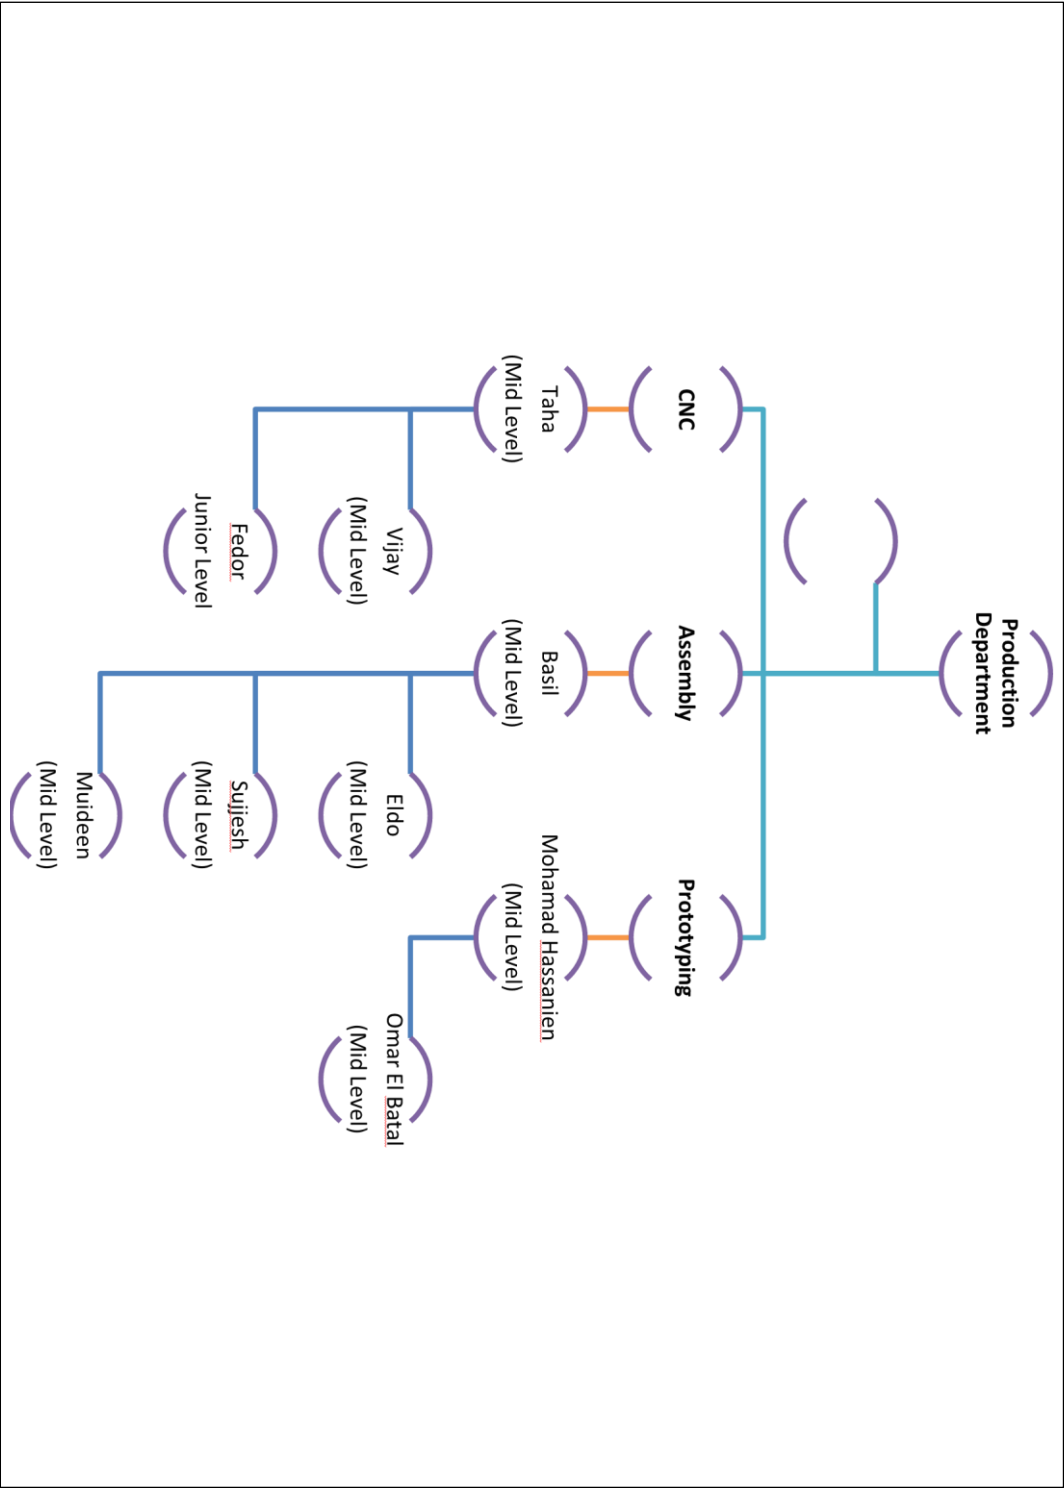 Production
Department
CNC
Assembly
Prototyping
Taha
(Mid Level)
Basil
(Mid Level)
Mohamad Hassanien
(Mid Level)
Vijay
(Mid Level)
Eldo
(Mid Level)
Omar El Batal
(Mid Level)
Fedor
Junior Level
Sujjesh
(Mid Level)
Muideen
(Mid Level)